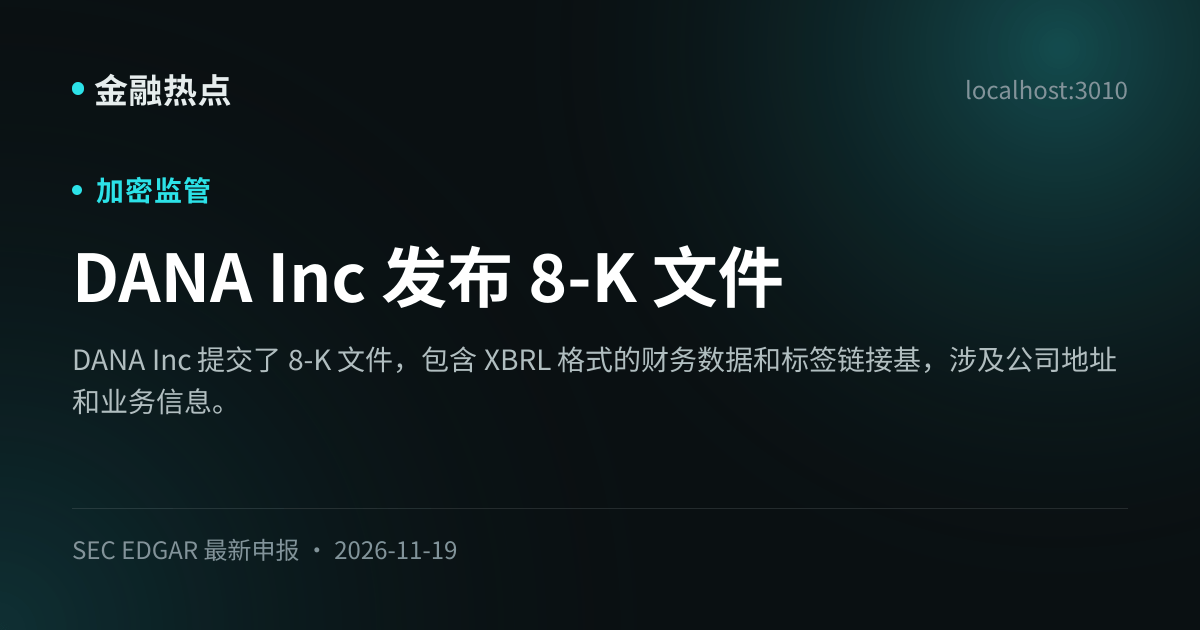 金融热点
localhost:3010
加密监管
DANA Inc 发布 8-K 文件
DANA Inc 提交了 8-K 文件，包含 XBRL 格式的财务数据和标签链接基，涉及公司地址
和业务信息。
SEC EDGAR 最新申报 · 2026-11-19